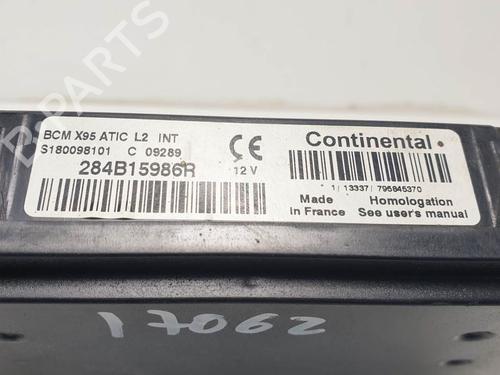 BCM X95 ATIC L2 INT
S180098101 C 09289
284B15986R
CE
12 V
Continental
1/ 13337/ 795845370
Made in France
Homologation
See user's manual
17062